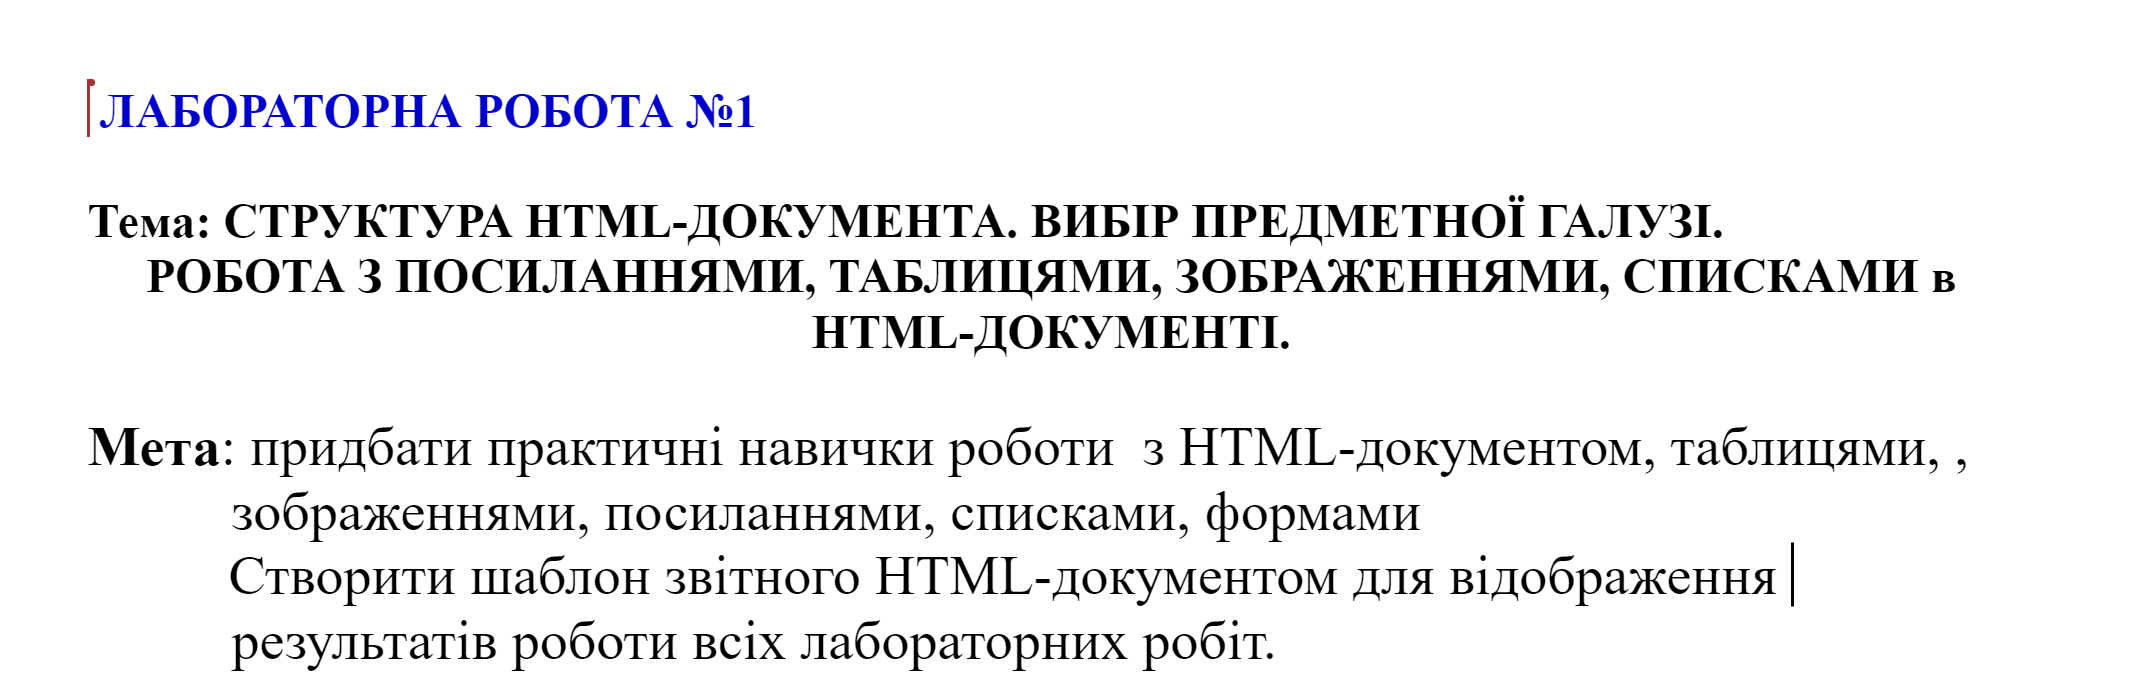 ЛАБОРАТОРНА РОБОТА №1
Тема: СТРУКТУРА HTML-ДОКУМЕНТА. ВИБІР ПРЕДМЕТНОЇ ГАЛУЗІ.
РОБОТА З ПОСИЛАННЯМИ, ТАБЛИЦЯМИ, ЗОБРАЖЕННЯМИ, СПИСКАМИ в
HTML-ДОКУМЕНТІ.
Мета: придбати практичні навички роботи  з HTML-документом, таблицями, ,
зображеннями, посиланнями, списками, формами
Створити шаблон звітного HTML-документом для відображення
результатів роботи всіх лабораторних робіт.